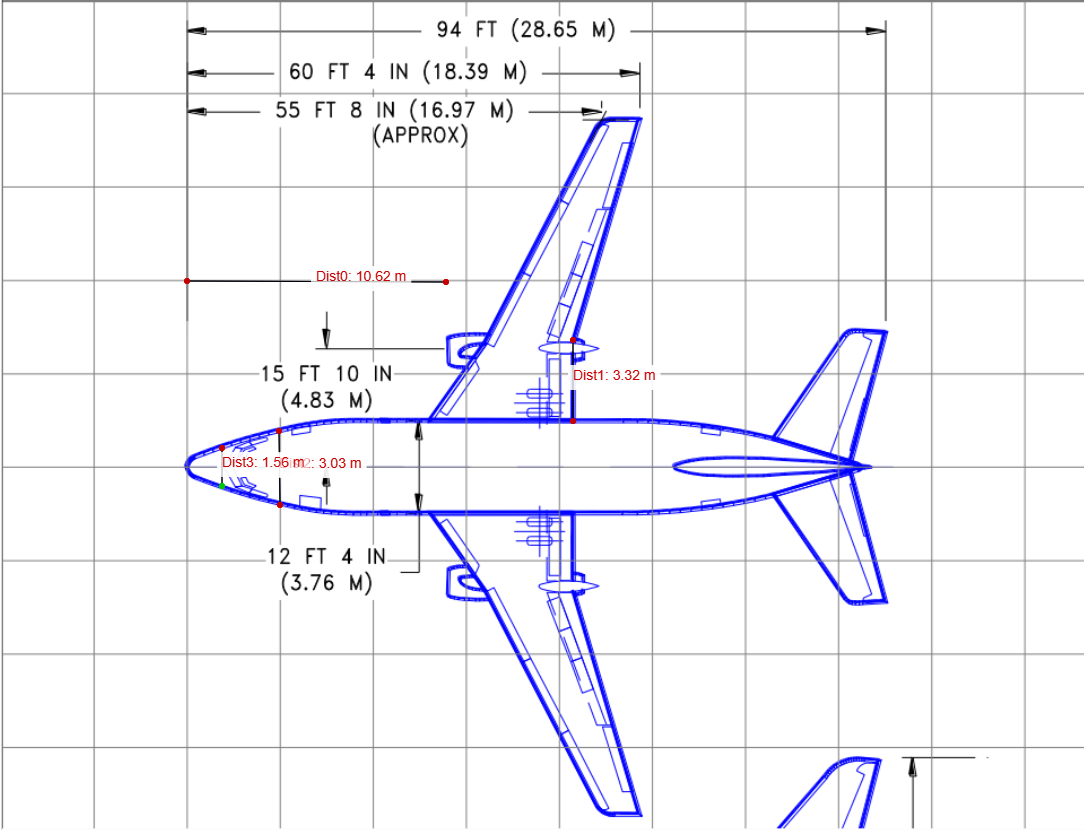 94 FT (28.65 M)
60 FT 4 IN (18.39 M)
55 FT 8 IN (16.97 M)
(APPROX)
Dist0: 10.62 m
15 FT 10 IN
(4.83 M)
Dist1: 3.32 m
Dist3: 1.56 m
: 3.03 m
12 FT 4 IN
(3.76 M)